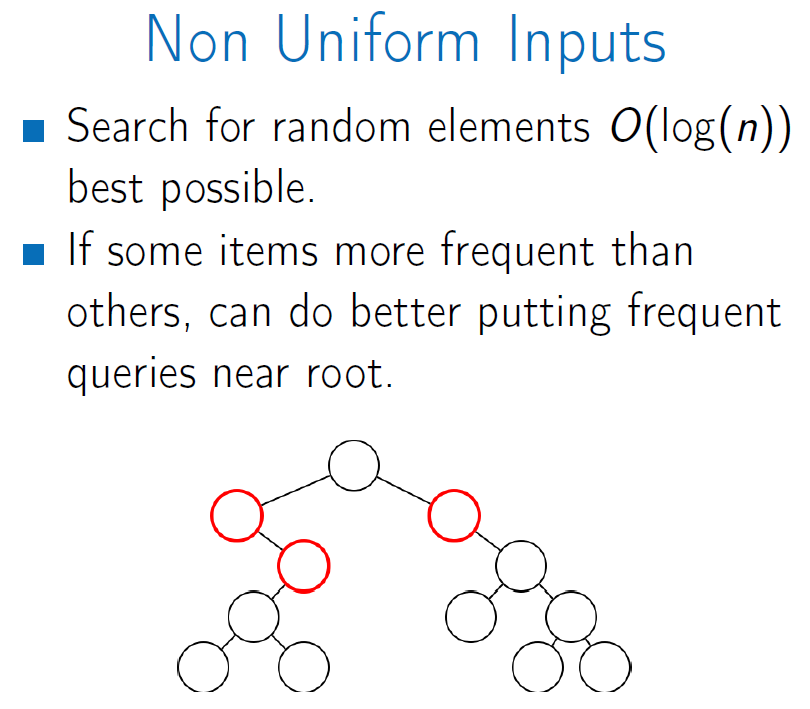 Non Uniform Inputs
Search for random elements O(log(n))
best possible.
If some items more frequent than
others, can do better putting frequent
queries near root.